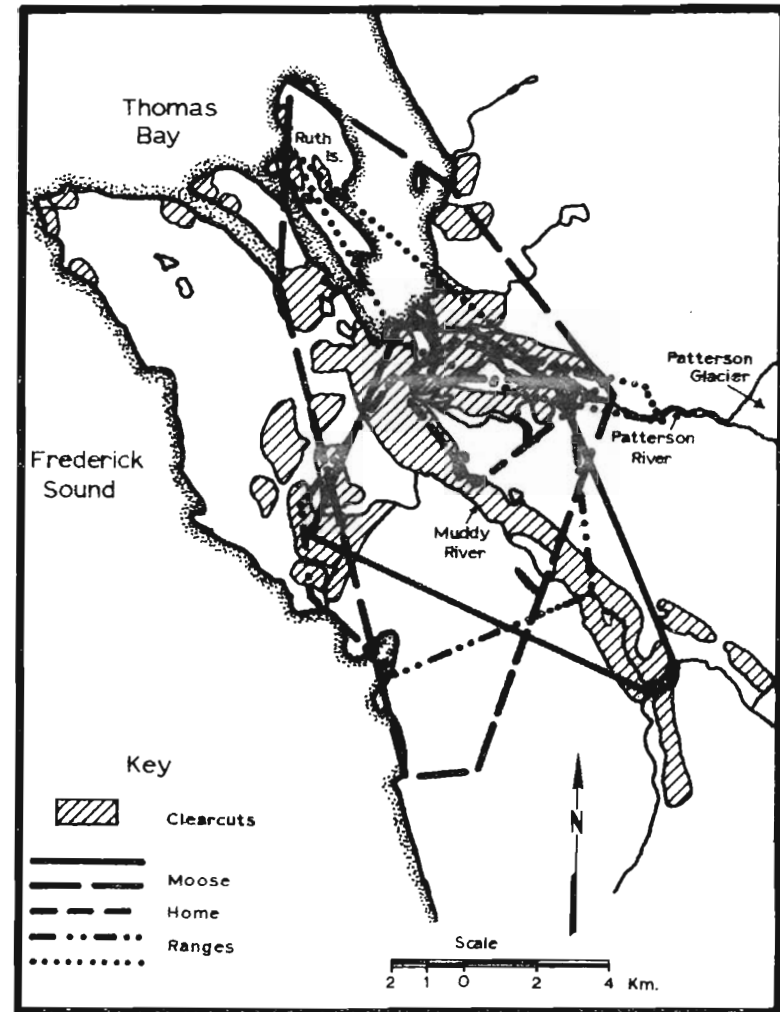 Thomas
Bay
Ruth
Is.
Patterson
Glacier
Patterson
River
Frederick
Sound
Muddy
River
Key
Clearcuts
Moose
Home
Ranges
N
Scale
2 1 0 2 4 Km.